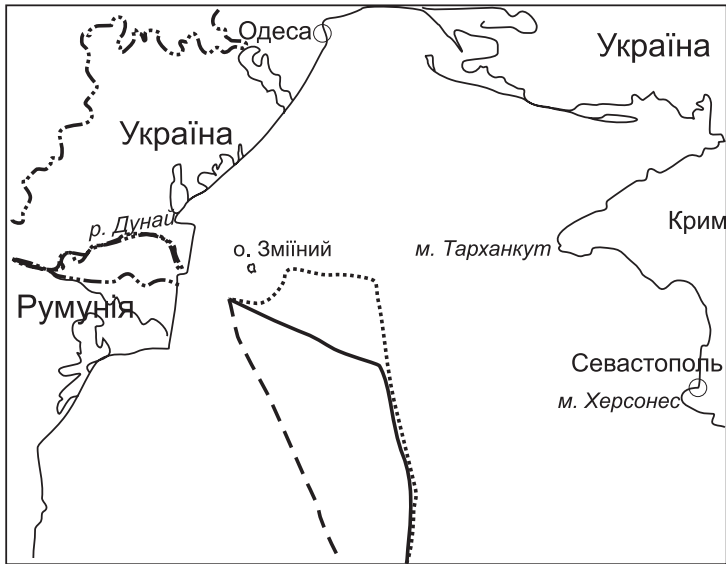 Одеса
Україна
Україна
р. Дунай
Крим
о. Зміїний
м. Тарханкут
Румунія
Севастополь
м. Херсонес